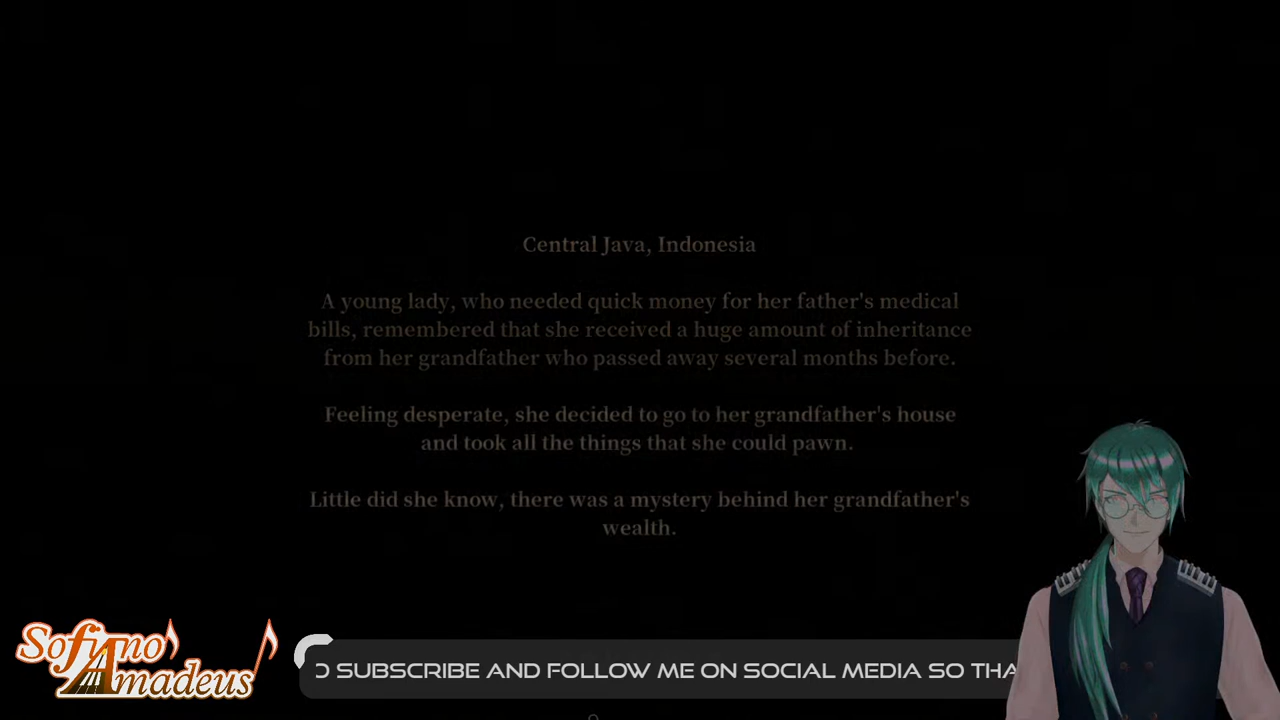 Central Java, Indonesia
A young lady, who needed quick money for her father's medical
bills, remembered that she received a huge amount of inheritance
from her grandfather who passed away several months before.
Feeling desperate, she decided to go to her grandfather's house
and took all the things that she could pawn.
Little did she know, there was a mystery behind her grandfather's
wealth.
Sofiano
Amadeus
O SUBSCRIBE AND FOLLOW ME ON SOCIAL MEDIA SO THA